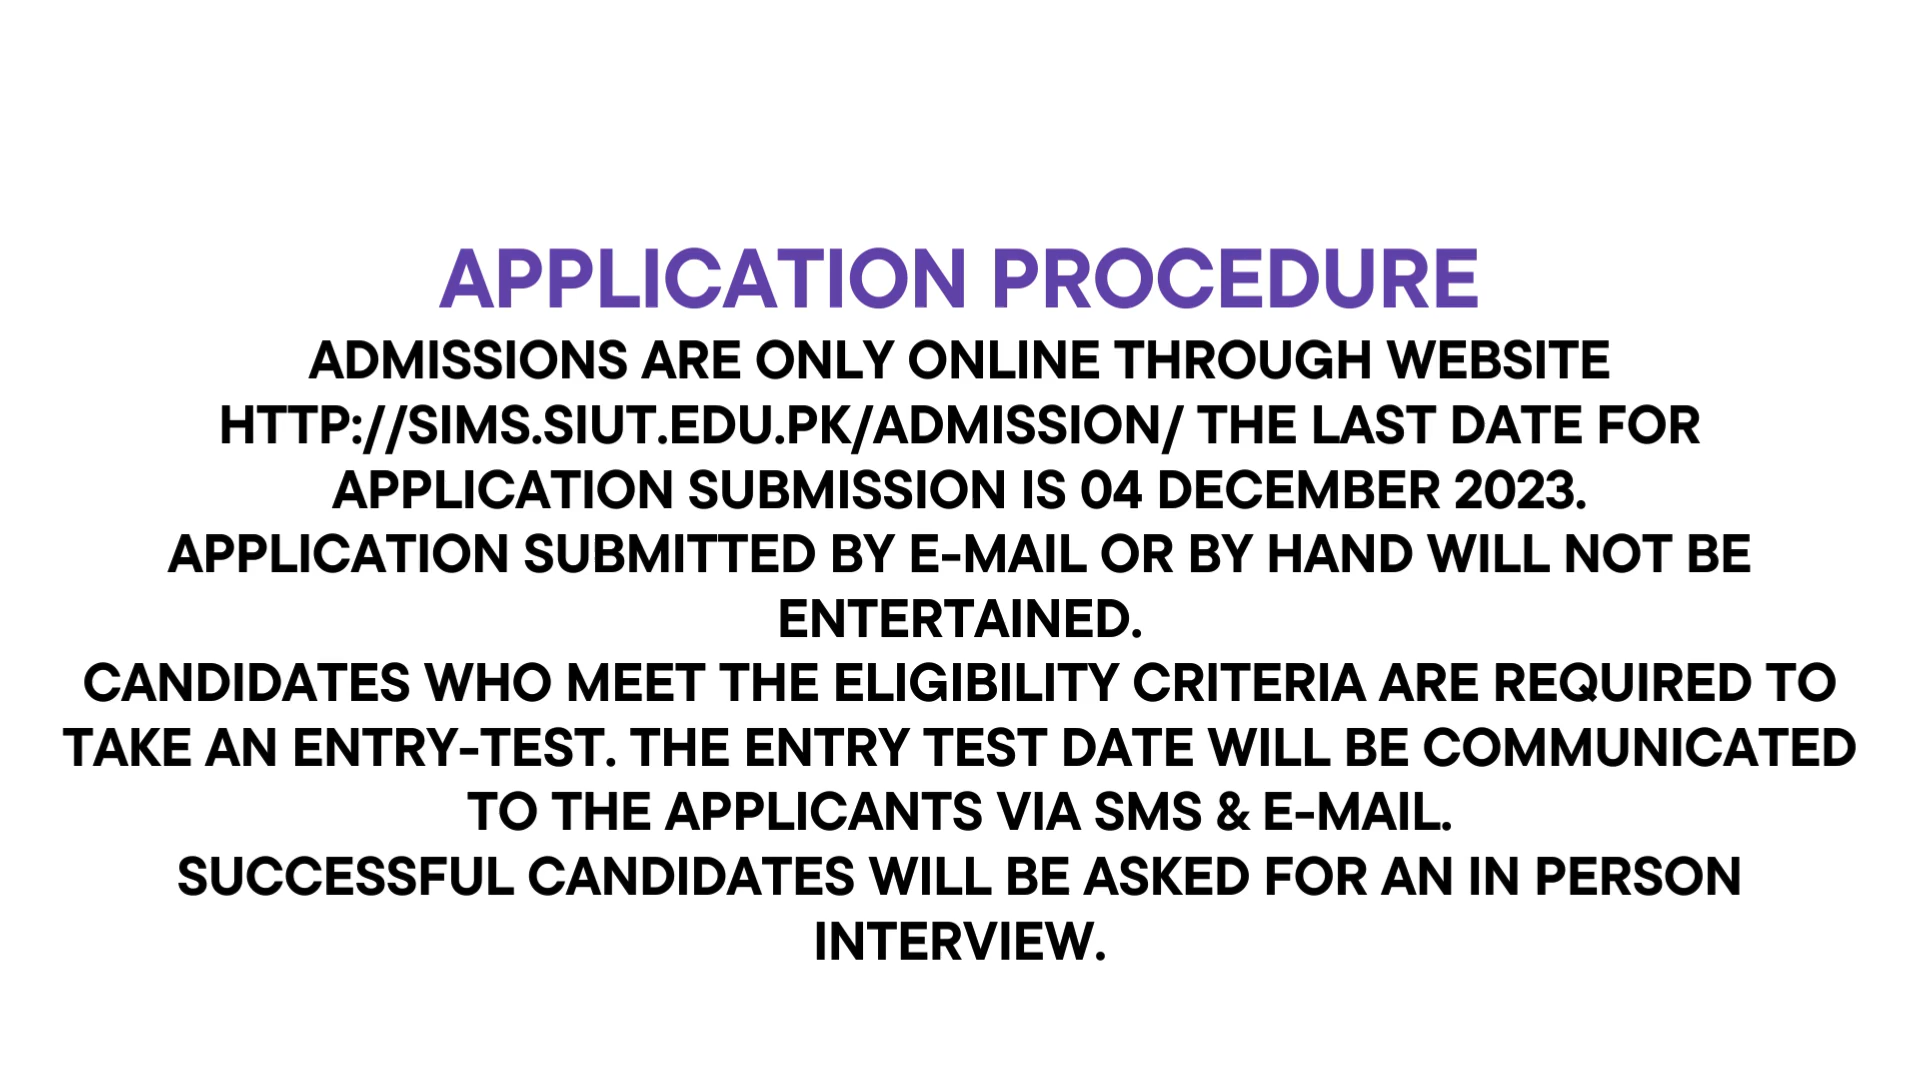 APPLICATION PROCEDURE
ADMISSIONS ARE ONLY ONLINE THROUGH WEBSITE
HTTP://SIMS.SIUT.EDU.PK/ADMISSION/ THE LAST DATE FOR
APPLICATION SUBMISSION IS 04 DECEMBER 2023.
APPLICATION SUBMITTED BY E-MAIL OR BY HAND WILL NOT BE
ENTERTAINED.
CANDIDATES WHO MEET THE ELIGIBILITY CRITERIA ARE REQUIRED TO
TAKE AN ENTRY-TEST. THE ENTRY TEST DATE WILL BE COMMUNICATED
TO THE APPLICANTS VIA SMS & E-MAIL.
SUCCESSFUL CANDIDATES WILL BE ASKED FOR AN IN PERSON
INTERVIEW.